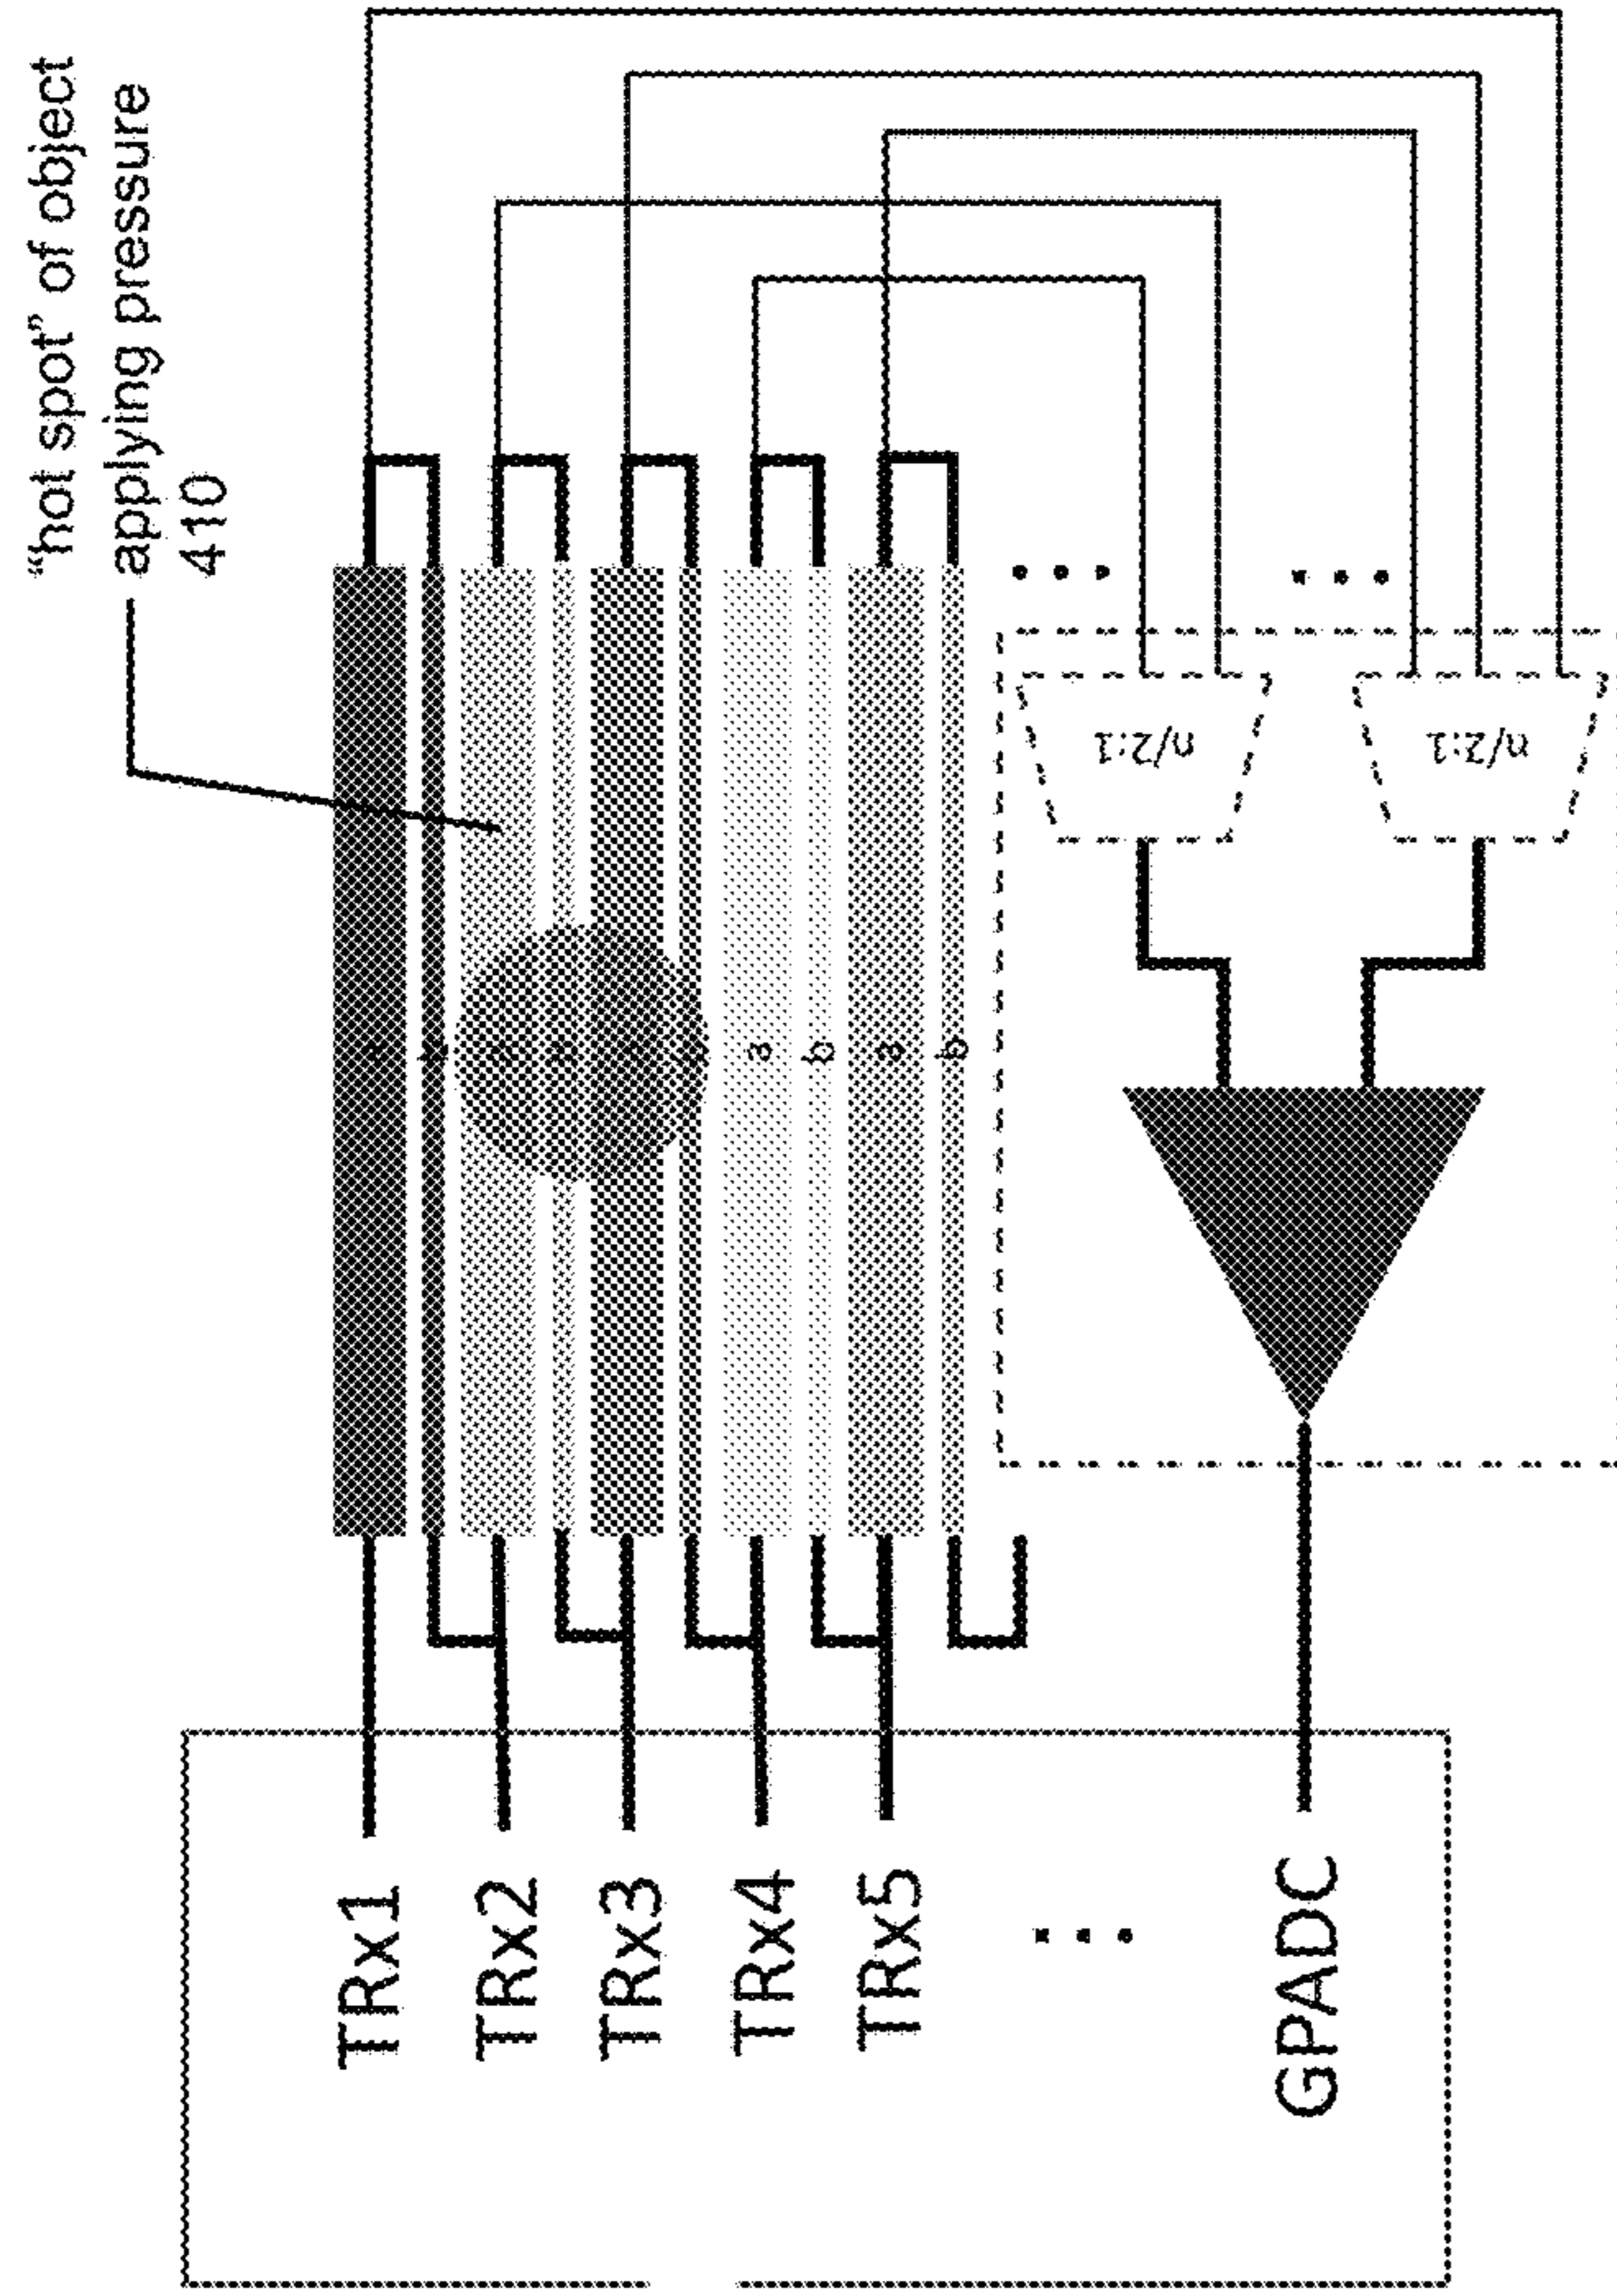 “hot spot” of object
applying pressure
410
a
b
a
b
n/2:1
n/2:1
TRx1
TRx2
TRx3
TRx4
TRx5
...
GPADC